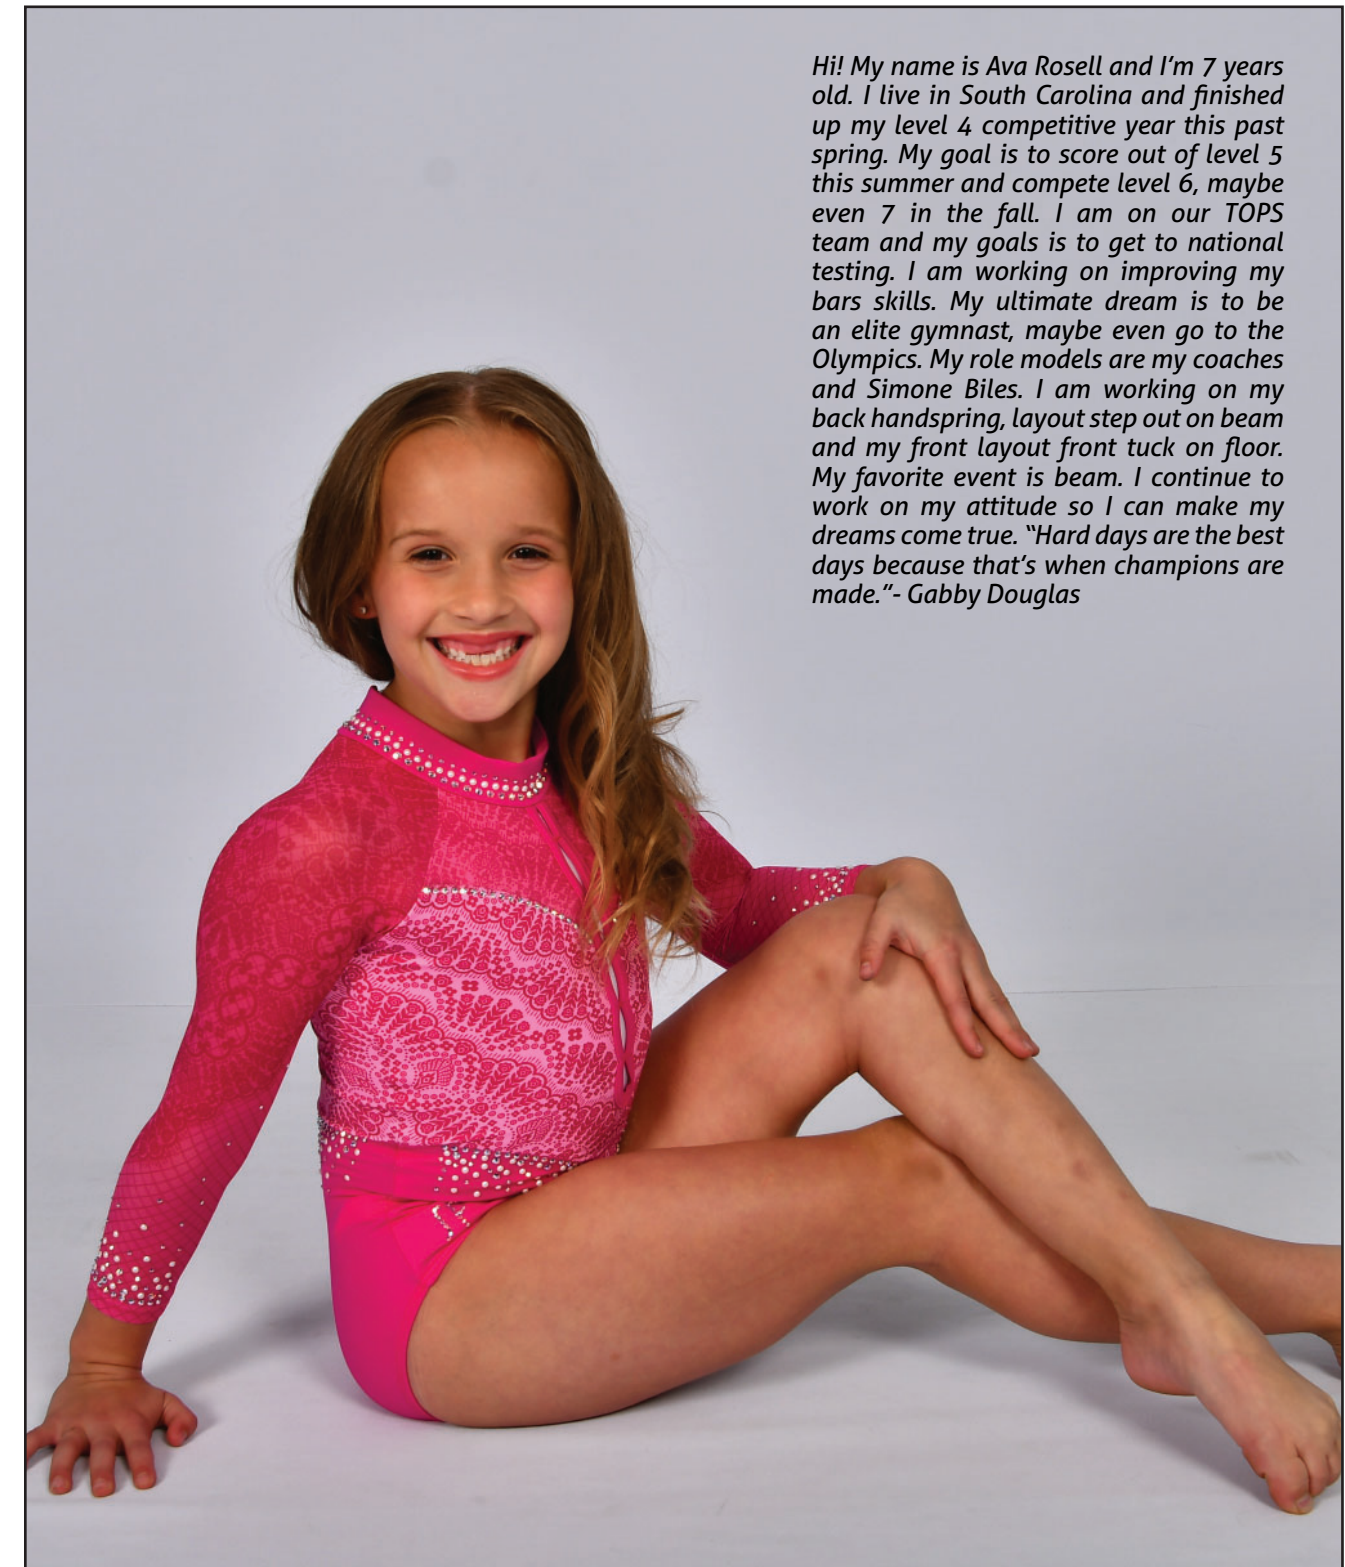 Hi! My name is Ava Rosell and I'm 7 years
old. I live in South Carolina and finished
up my level 4 competitive year this past
spring. My goal is to score out of level 5
this summer and compete level 6, maybe
even 7 in the fall. I am on our TOPS
team and my goals is to get to national
testing. I am working on improving my
bars skills. My ultimate dream is to be
an elite gymnast, maybe even go to the
Olympics. My role models are my coaches
and Simone Biles. I am working on my
back handspring, layout step out on beam
and my front layout front tuck on floor.
My favorite event is beam. I continue to
work on my attitude so I can make my
dreams come true. "Hard days are the best
days because that's when champions are
made."- Gabby Douglas